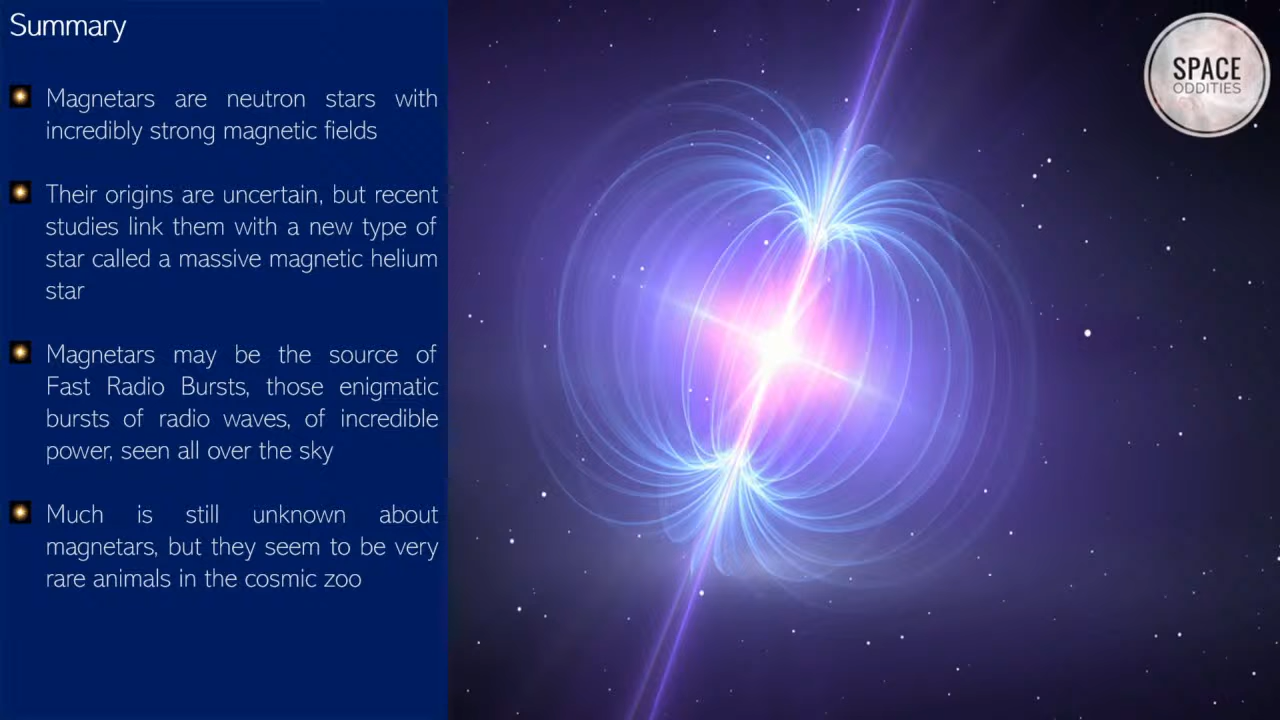 Summary
Magnetars are neutron stars with
incredibly strong magnetic fields
Their origins are uncertain, but recent
studies link them with a new type of
star called a massive magnetic helium
star
Magnetars may be the source of
Fast Radio Bursts, those enigmatic
bursts of radio waves, of incredible
power, seen all over the sky
Much is still unknown about
magnetars, but they seem to be very
rare animals in the cosmic zoo
SPACE
ODDITIES